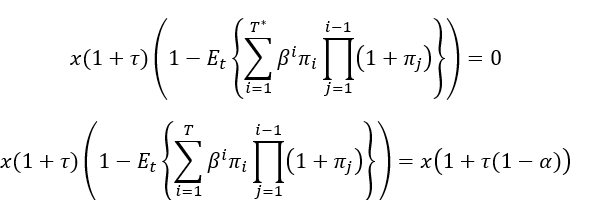 x(1 + τ)(1 − E_t{∑_{i=1}^{T*} β^i π_i ∏_{j=1}^{i−1}(1 + π_j)}) = 0
x(1 + τ)(1 − E_t{∑_{i=1}^{T} β^i π_i ∏_{j=1}^{i−1}(1 + π_j)}) = x(1 + τ(1 − α))